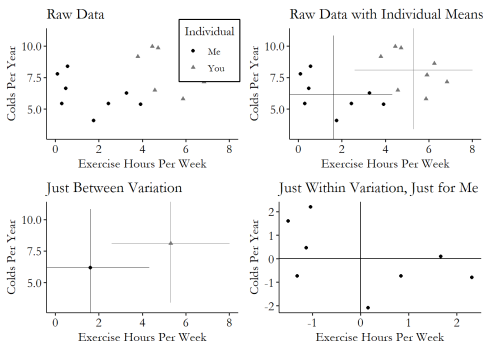 Raw Data
Colds Per Year
10.0
7.5
5.0
0
2
4
6
8
Exercise Hours Per Week
Individual
Me
You
Raw Data with Individual Means
Colds Per Year
10.0
7.5
5.0
0
2
4
6
8
Exercise Hours Per Week
Just Between Variation
Colds Per Year
10.0
7.5
5.0
0
2
4
6
8
Exercise Hours Per Week
Just Within Variation, Just for Me
Colds Per Year
2
1
0
-1
-2
-1
0
1
2
Exercise Hours Per Week